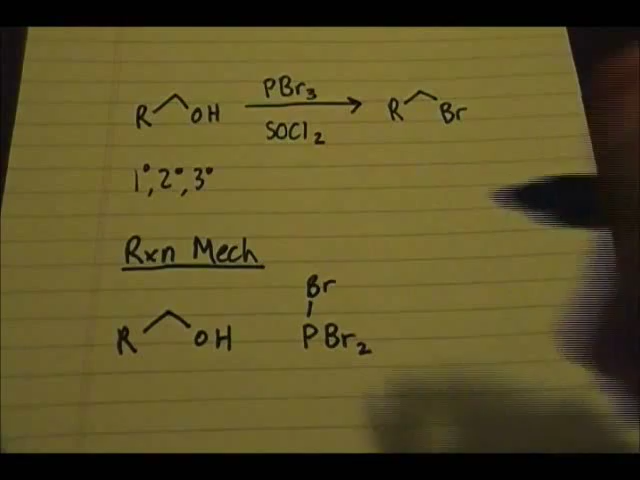 PBr3
R OH → R Br
SOCl2
1°, 2°, 3°
Rxn Mech
Br
R OH PBr2